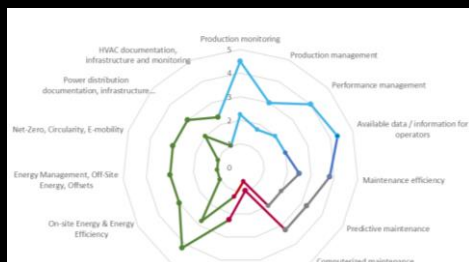 Production monitoring
HVAC documentation,
infrastructure and monitoring
Production management
Power distribution
documentation, infrastructure...
Performance management
Net-Zero, Circularity, E-mobility
Available data / information for
operators
Energy Management, Off-Site
Energy, Offsets
Maintenance efficiency
On-site Energy & Energy
Efficiency
Predictive maintenance
Computerized maintenance
5
4
3
2
1
0